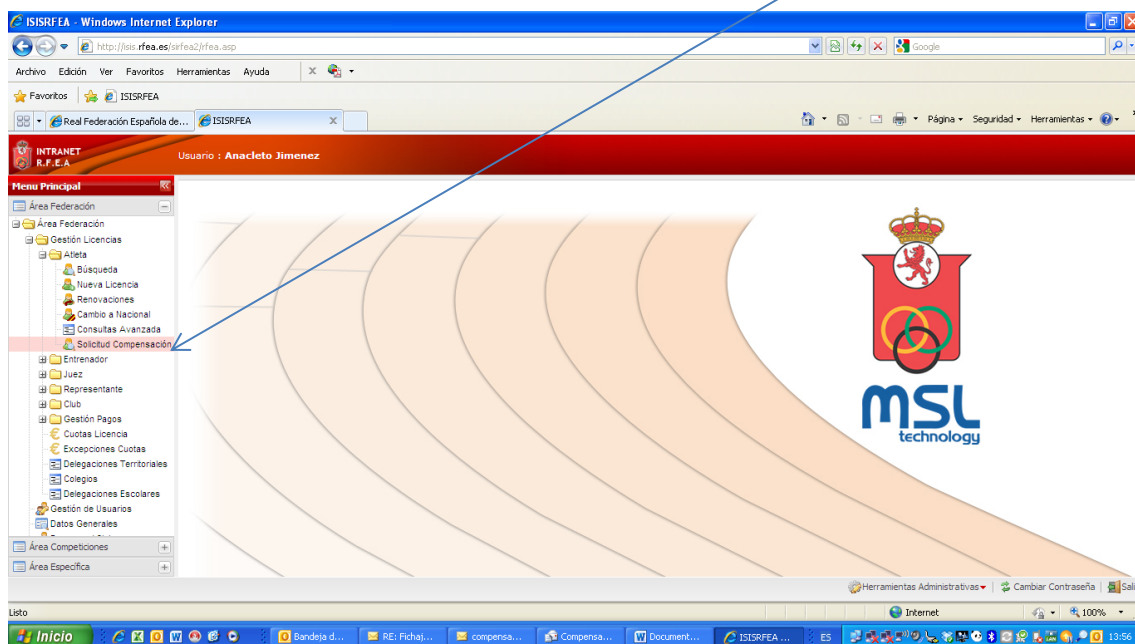 ISISRFEA - Windows Internet Explorer
http://isis.rfea.es/sirfea2/rfea.asp
Google
Archivo Edición Ver Favoritos Herramientas Ayuda
Favoritos ISISRFEA
Real Federación Española de... ISISRFEA
Página Seguridad Herramientas
INTRANET
R.F.E.A
Usuario : Anacleto Jimenez
Menu Principal
Área Federación
Área Federación
Gestión Licencias
Atleta
Búsqueda
Nueva Licencia
Renovaciones
Cambio a Nacional
Consultas Avanzada
Solicitud Compensación
Entrenador
Juez
Representante
Club
Gestión Pagos
Cuotas Licencia
Excepciones Cuotas
Delegaciones Territoriales
Colegios
Delegaciones Escolares
Gestión de Usuarios
Datos Generales
Área Competiciones
Área Específica
msl
technology
Herramientas Administrativas Cambiar Contraseña Sali
Listo Internet 100%
Inicio Bandeja d... RE: Fichaj... compensa... Compensa... Document... ISISRFEA ... ES 13:56